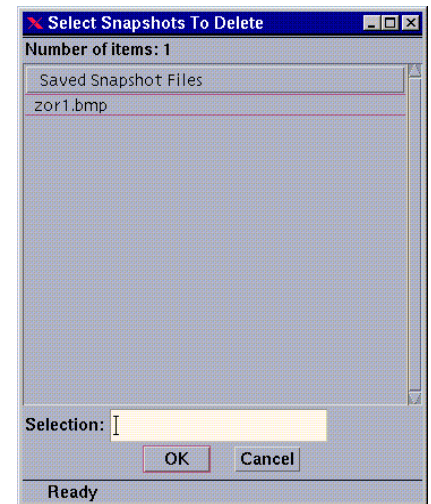 Select Snapshots To Delete
Number of items: 1
Saved Snapshot Files
zor1.bmp
Selection:
OK Cancel
Ready